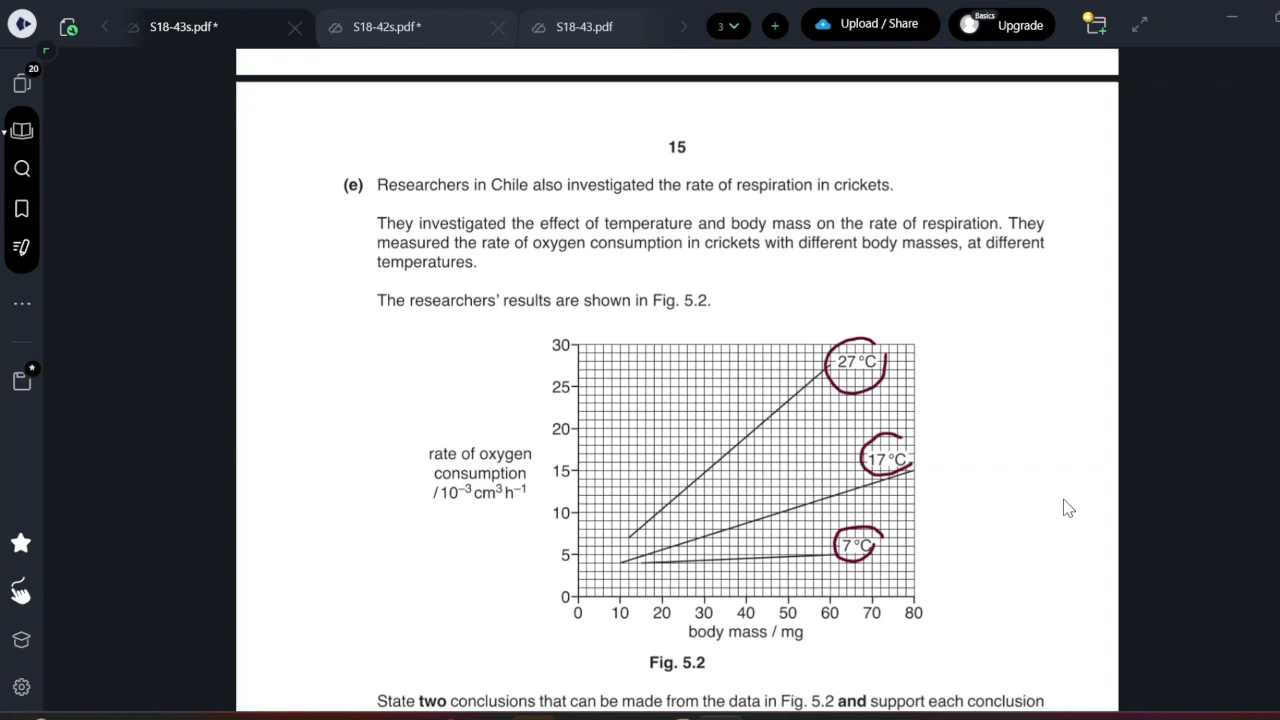 S18-43s.pdf*
S18-42s.pdf*
S18-43.pdf
3
Upload / Share
Basics
Upgrade
20
15
(e) Researchers in Chile also investigated the rate of respiration in crickets.
They investigated the effect of temperature and body mass on the rate of respiration. They
measured the rate of oxygen consumption in crickets with different body masses, at different
temperatures.
The researchers' results are shown in Fig. 5.2.
30
25
20
15
10
5
0
rate of oxygen
consumption
/ 10⁻³ cm³ h⁻¹
27 °C
17 °C
7 °C
0 10 20 30 40 50 60 70 80
body mass / mg
Fig. 5.2
State two conclusions that can be made from the data in Fig. 5.2 and support each conclusion